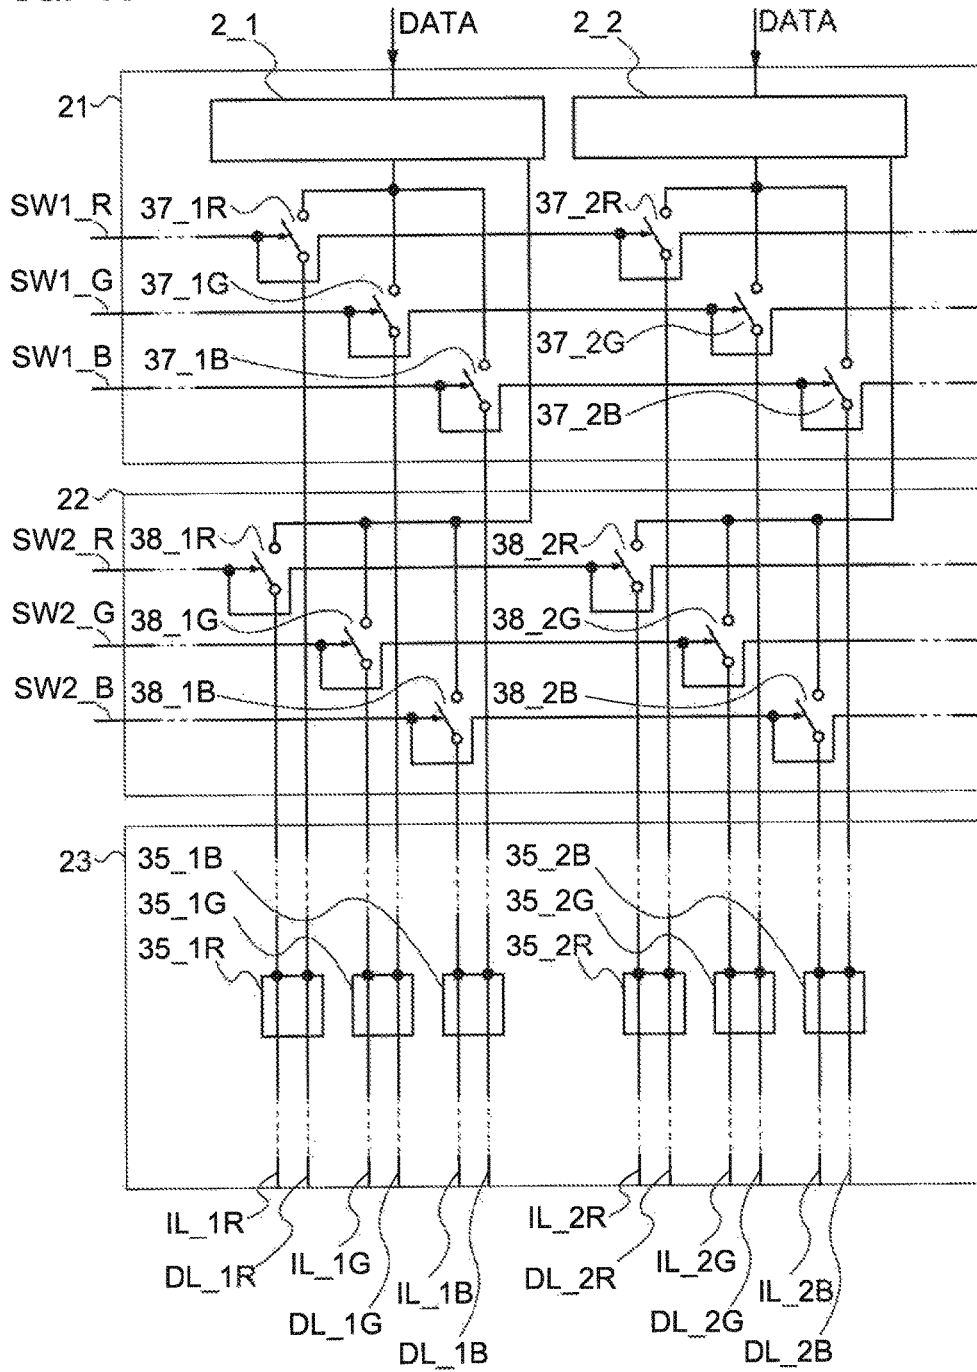 2_1 DATA 2_2 DATA
21
SW1_R 37_1R 37_2R
SW1_G 37_1G
37_2G
SW1_B 37_1B
37_2B
22
SW2_R 38_1R 38_2R
SW2_G 38_1G 38_2G
SW2_B 38_1B 38_2B
23 35_1B 35_2B
35_1G 35_2G
35_1R 35_2R
IL_1R IL_2R
DL_1R IL_1G DL_2R IL_2G
IL_1B IL_2B
DL_1G DL_2G
DL_1B DL_2B